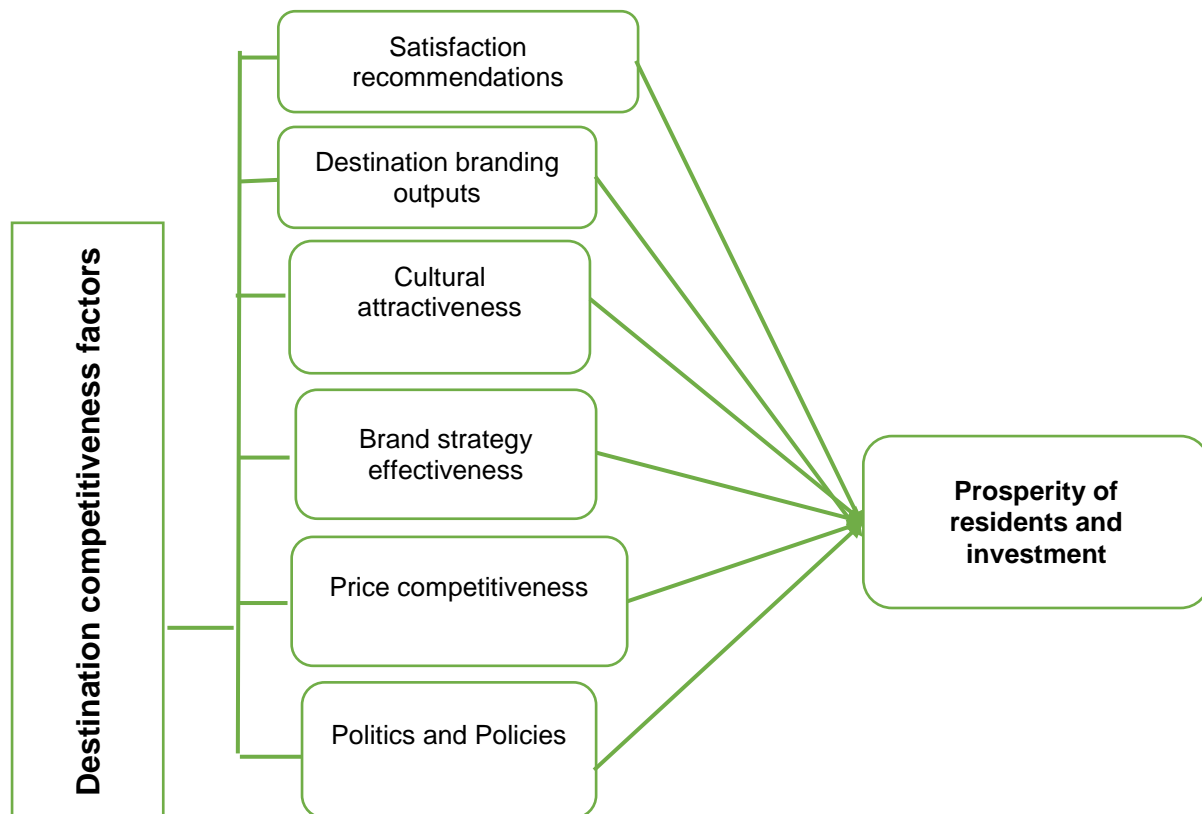 Destination competitiveness factors
Satisfaction
recommendations
Destination branding
outputs
Cultural
attractiveness
Brand strategy
effectiveness
Price competitiveness
Politics and Policies
Prosperity of
residents and
investment